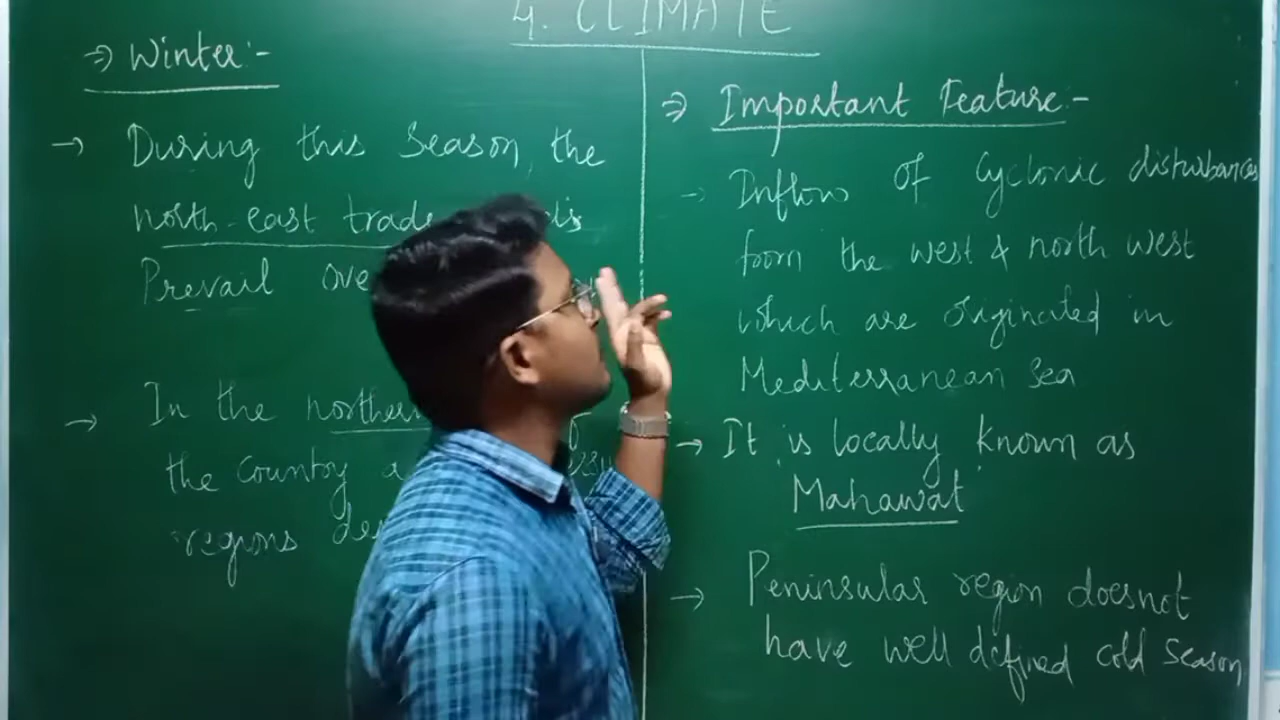 4. CLIMATE
⇒ Winter:-
→ During this Season, the
north-east trade
Prevail
→ In the northern
the country
regions
⇒ Important Feature:-
→ Inflow of Cyclonic disturbances
from the west & north west
which are originated in
Mediterranean sea
→ It is locally known as
Mahawat
→ Peninsular region doesnot
have well defined cold season